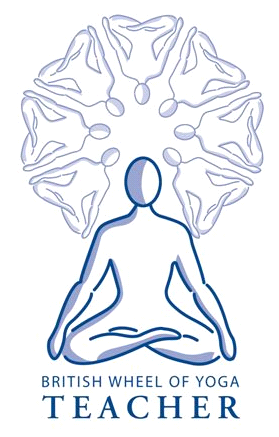 BRITISH WHEEL OF YOGA
TEACHER